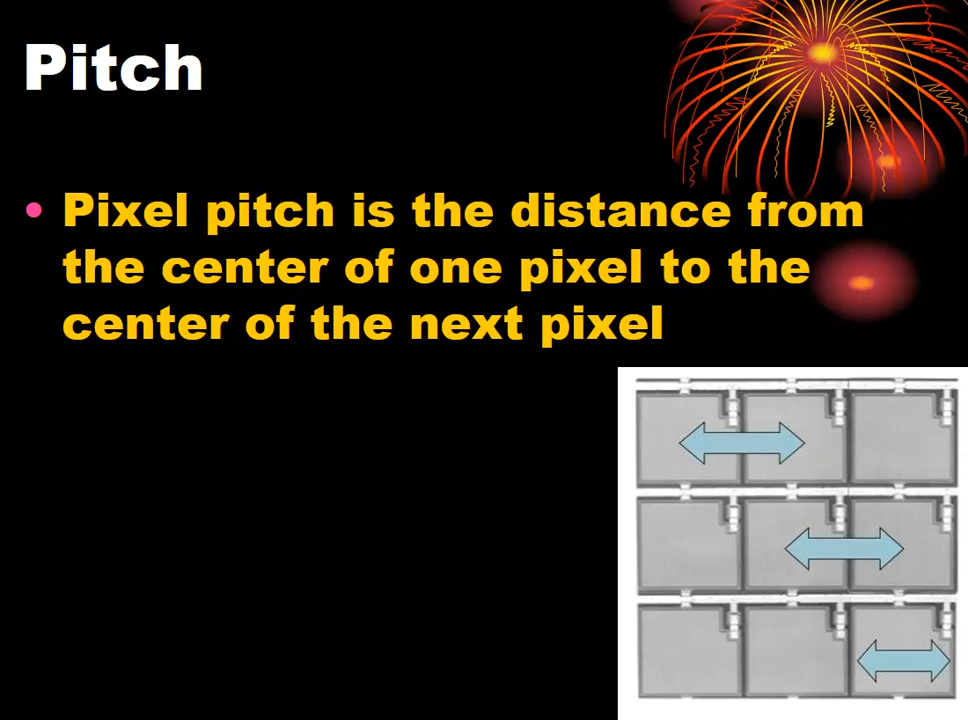 Pitch
• Pixel pitch is the distance from
the center of one pixel to the
center of the next pixel